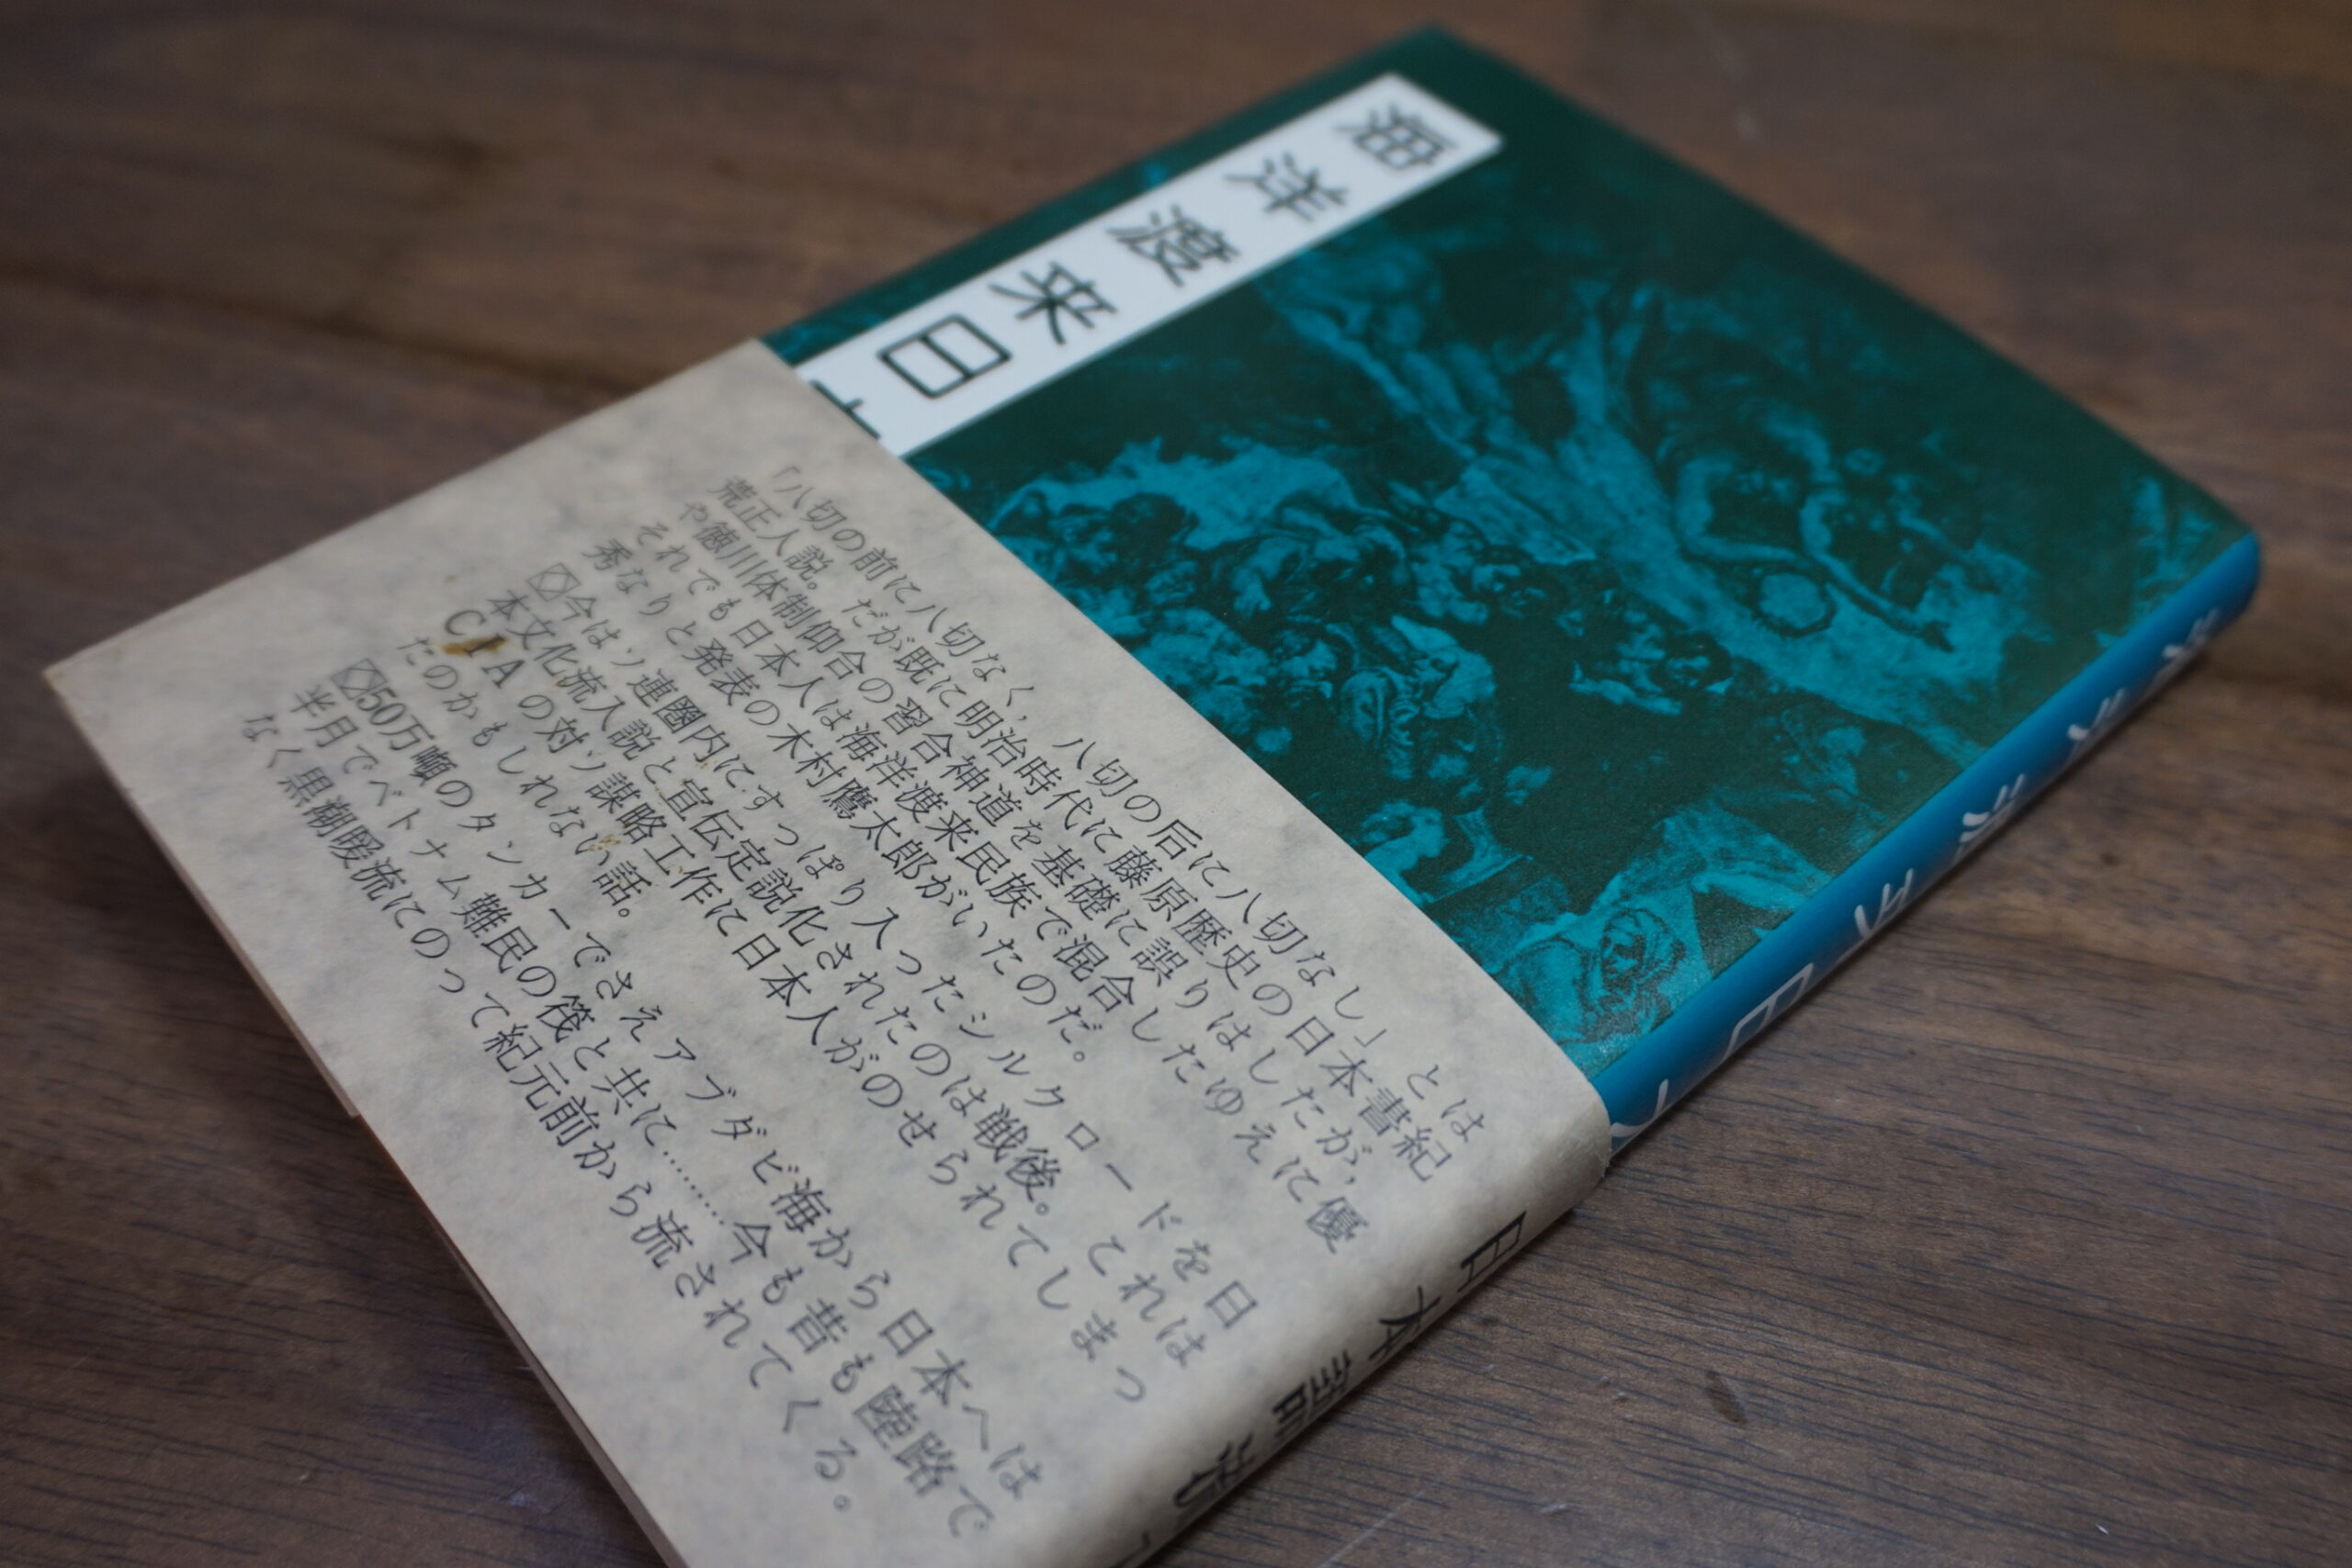 海洋渡来日
「八切の前に八切なく、八切の后に八切なし」とは
荒正人説。だが既に明治時代に藤原歴史の日本書紀
や徳川体制仰合の習合神道を基礎に誤りはしたが、
それでも日本人は海洋渡来民族で混合したゆえに優
秀なりと発表の木村鷹太郎がいたのだ。
〼今はソ連圏内にすっぽり入ったシルクロードを日
本文化流入説と宣伝定説化されたのは戦後。これは
CIAの対ソ謀略工作に日本人がのせられてしまっ
たのかもしれない話。
〼50万噸のタンカーでさえアブダビ海から日本へは
半月でベトナム難民の筏と共に………今も昔も陸路で
なく黒潮暖流にのって紀元前から流されてくる。
日本